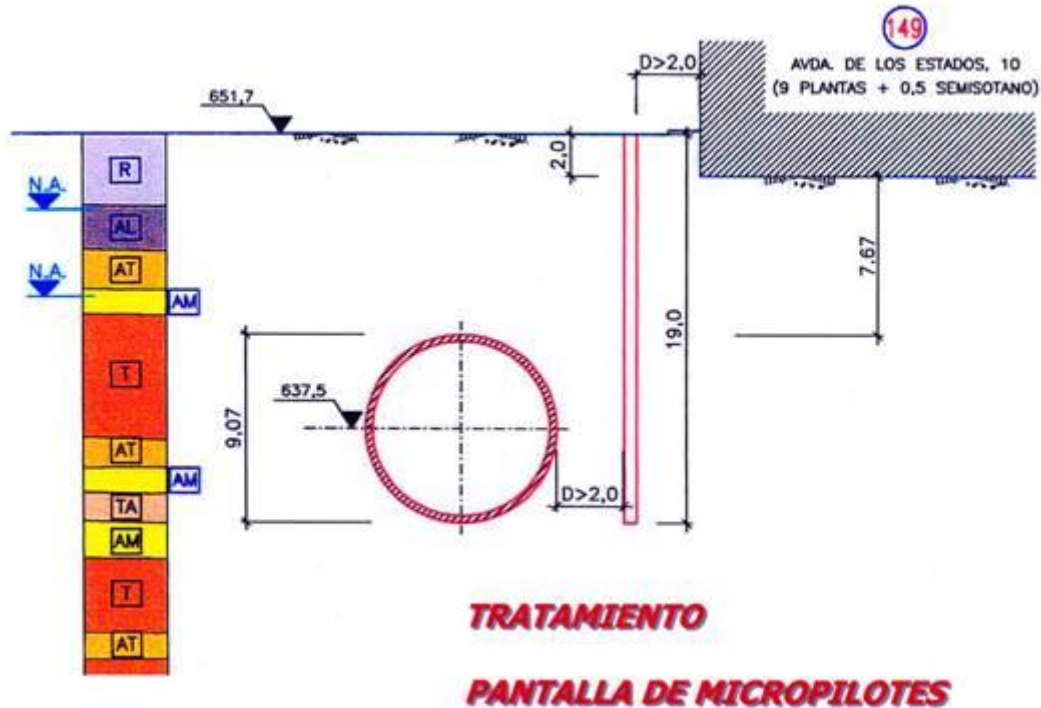 149
AVDA. DE LOS ESTADOS, 10
(9 PLANTAS + 0,5 SEMISOTANO)
D>2,0
651,7
2,0
R
N.A.
AL
AT
N.A.
AM
7.67
19,0
T
637,5
9,07
AT
AM
D>2,0
TA
AM
T
AT
TRATAMIENTO
PANTALLA DE MICROPILOTES